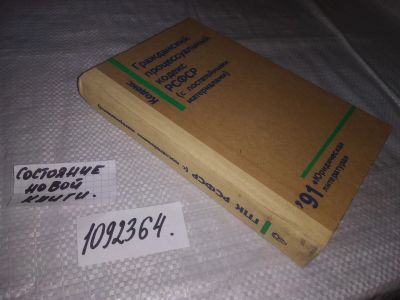 Кодекс
Гражданский
процессуальный
кодекс
РСФСР
(с постатейными
материалами)
'91 «Юридическая
литература»
ГПК РСФСР
СОСТОЯНИЕ
НОВОЙ
КНИГИ.
1092364.